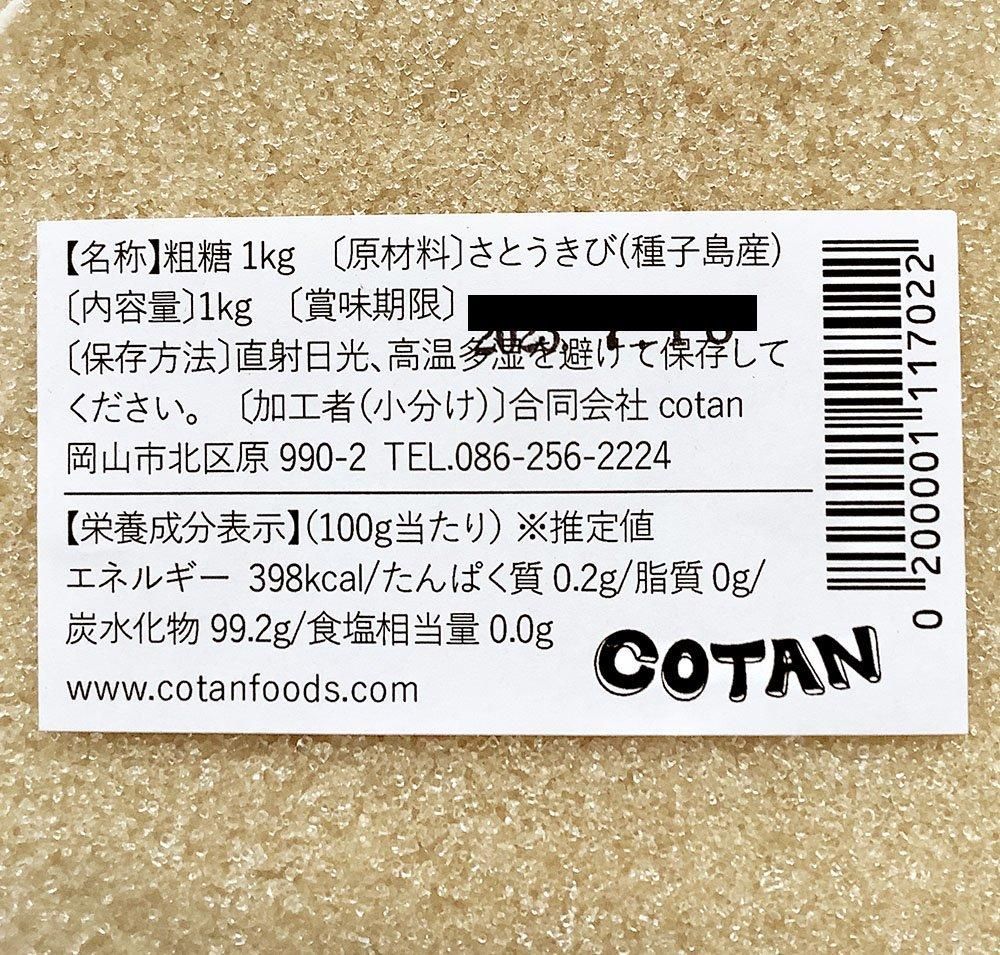 【名称】粗糖 1kg 〔原材料〕さとうきび(種子島産)
〔内容量〕1kg 〔賞味期限〕
〔保存方法〕直射日光、高温多湿を避けて保存して
ください。 〔加工者(小分け)〕合同会社 cotan
岡山市北区原 990-2 TEL.086-256-2224
【栄養成分表示】(100g当たり) ※推定値
エネルギー 398kcal/たんぱく質 0.2g/脂質 0g/
炭水化物 99.2g/食塩相当量 0.0g
www.cotanfoods.com
COTAN
0 200001 117022